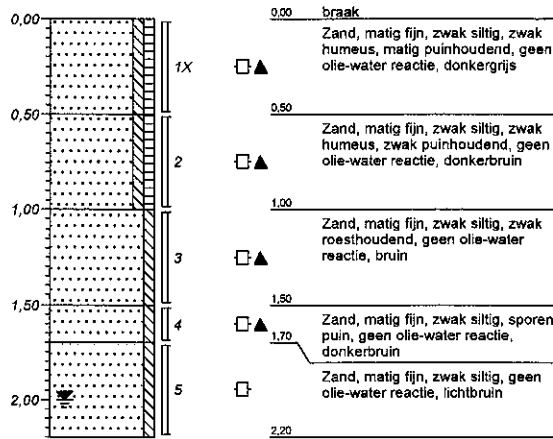 0,00
0,00 braak
Zand, matig fijn, zwak siltig, zwak
humeus, matig puinhoudend, geen
olie-water reactie, donkergrijs
1X
0,50
0,50
Zand, matig fijn, zwak siltig, zwak
humeus, zwak puinhoudend, geen
olie-water reactie, donkerbruin
2
1,00
1,00
Zand, matig fijn, zwak siltig, zwak
roesthoudend, geen olie-water
reactie, bruin
3
1,50
1,50
Zand, matig fijn, zwak siltig, sporen
puin, geen olie-water reactie,
donkerbruin
4
1,70
Zand, matig fijn, zwak siltig, geen
olie-water reactie, lichtbruin
5
2,00
2,20